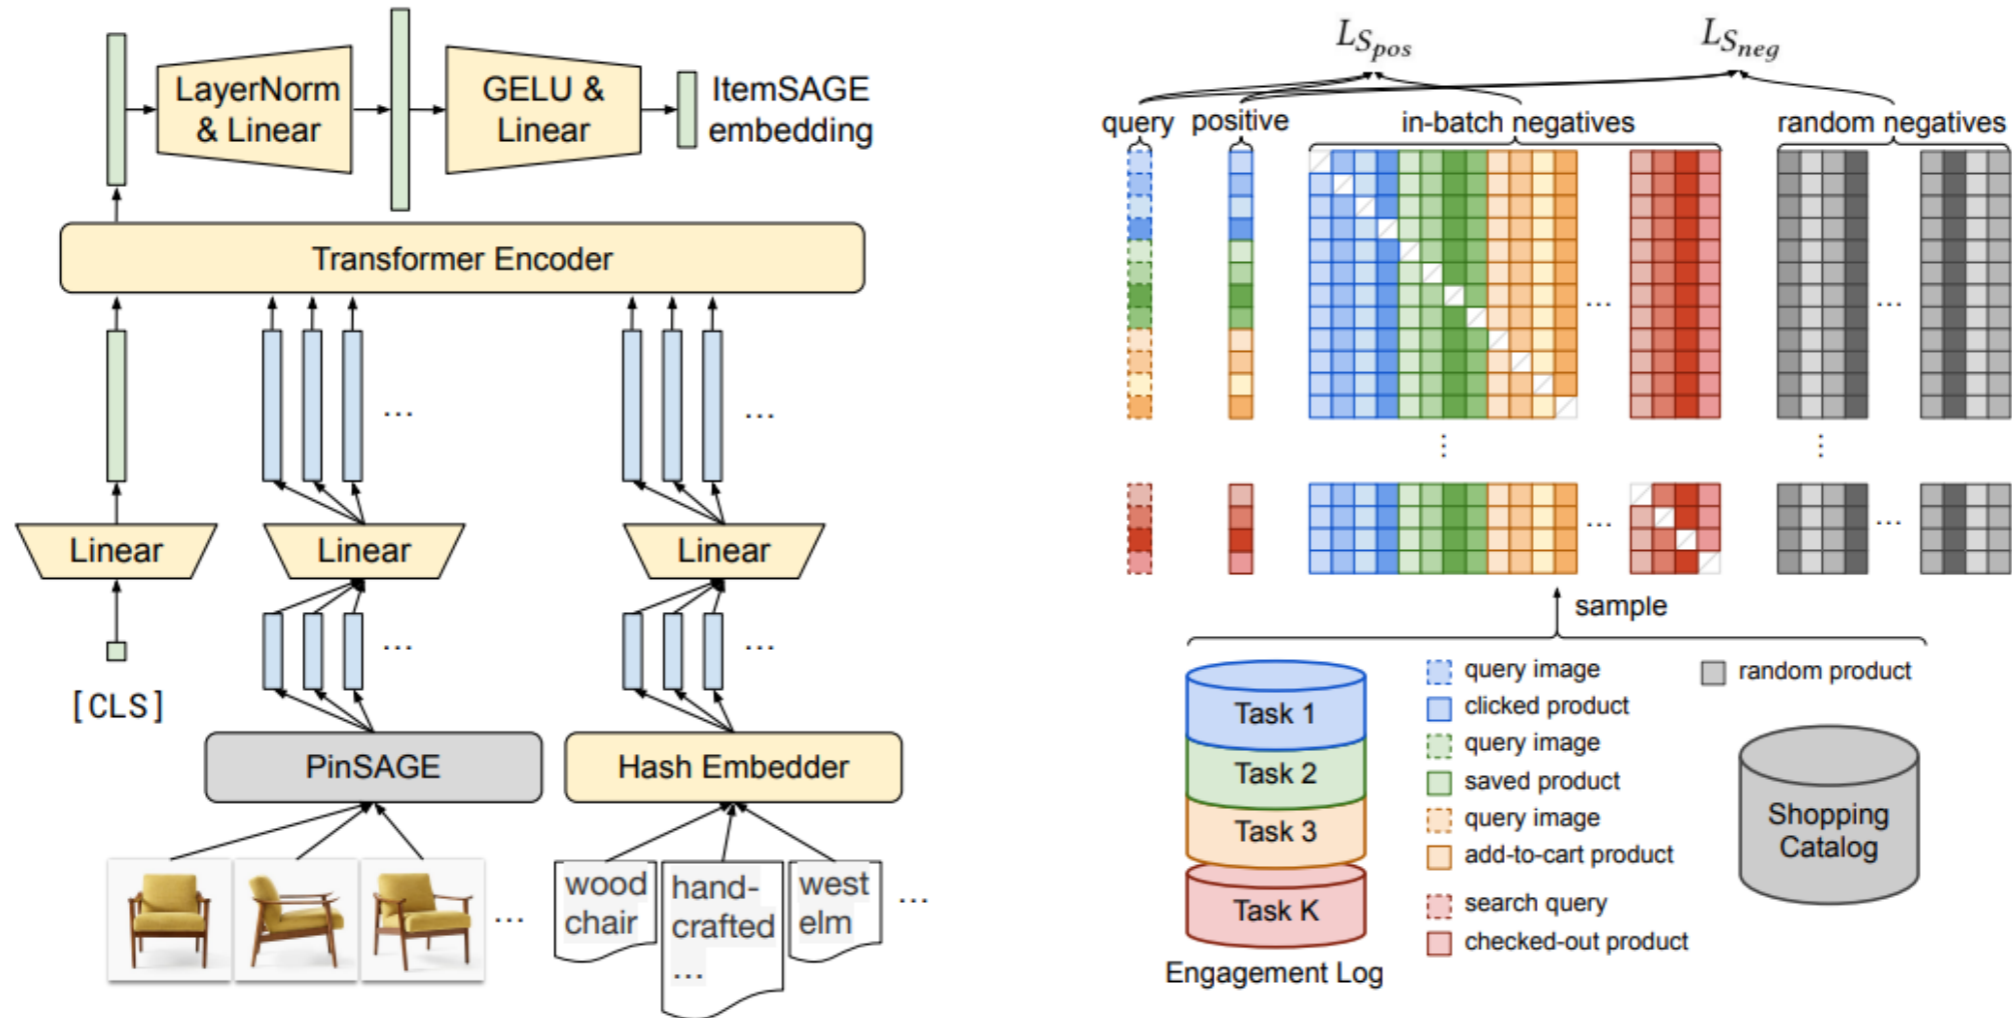 LayerNorm
& Linear
GELU &
Linear
ItemSAGE
embedding
Transformer Encoder
...
...
Linear
Linear
Linear
...
...
[CLS]
PinSAGE
Hash Embedder
wood
chair
hand-
crafted
...
west
elm
...
...
L_{S_{pos}}
L_{S_{neg}}
query
positive
in-batch negatives
random negatives
...
...
...
...
...
...
sample
Task 1
Task 2
Task 3
Task K
Engagement Log
query image
clicked product
query image
saved product
query image
add-to-cart product
search query
checked-out product
random product
Shopping
Catalog